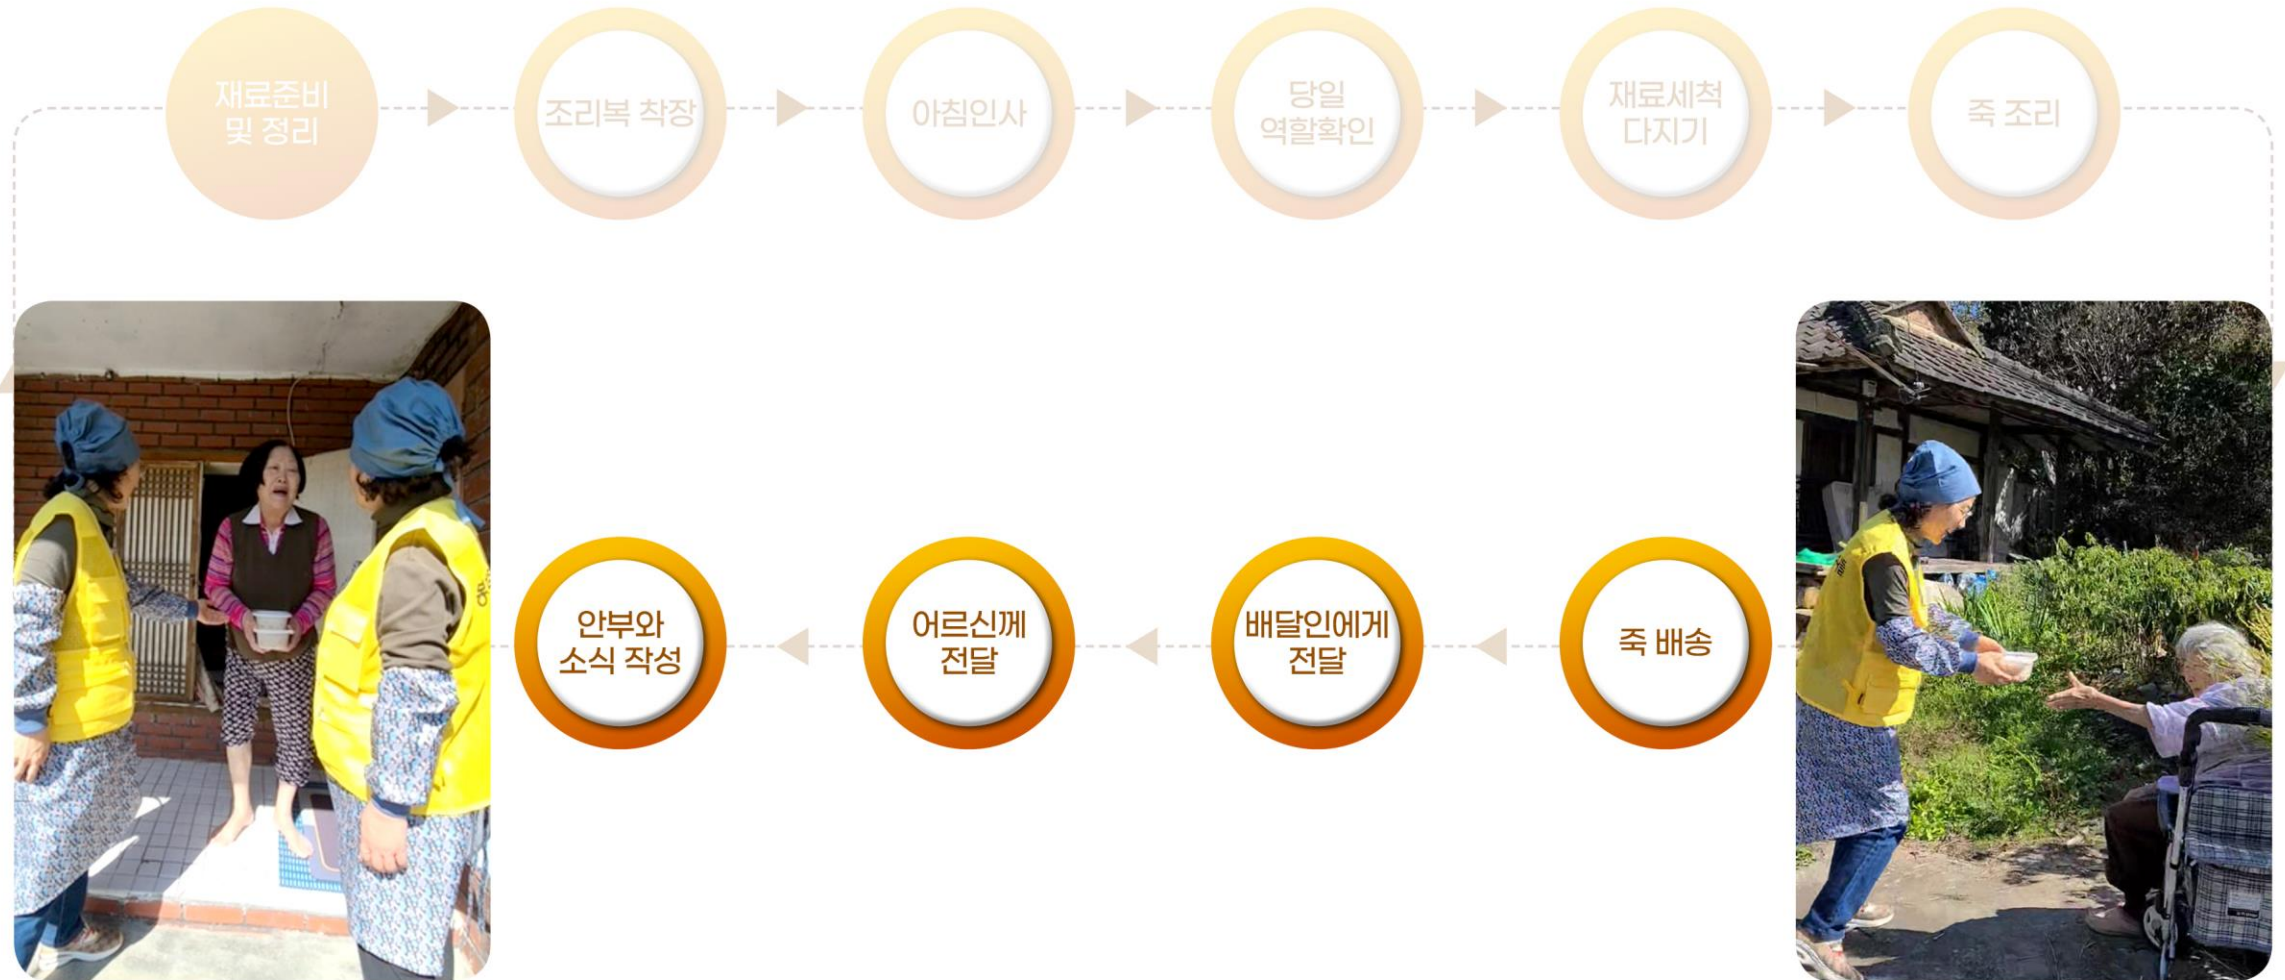 재료준비
및 정리
조리복 착장
아침인사
당일
역할확인
재료세척
다지기
죽 조리
죽 배송
배달인에게
전달
어르신께
전달
안부와
소식 작성